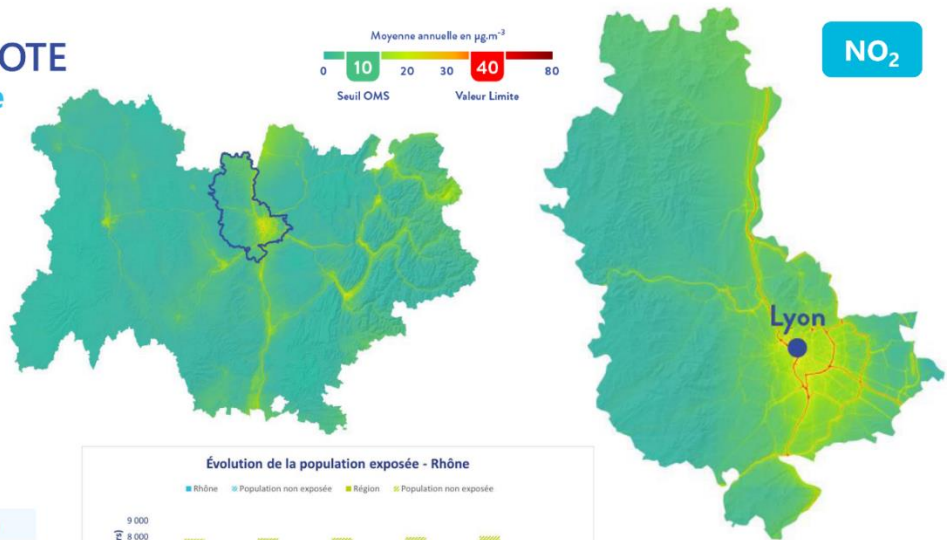 OTE
e
Moyenne annuelle en µg.m⁻³
0 10 20 30 40 80
Seuil OMS Valeur Limite
NO₂
Lyon
Évolution de la population exposée - Rhône
Rhône Population non exposée Région Population non exposée
9 000
8 000